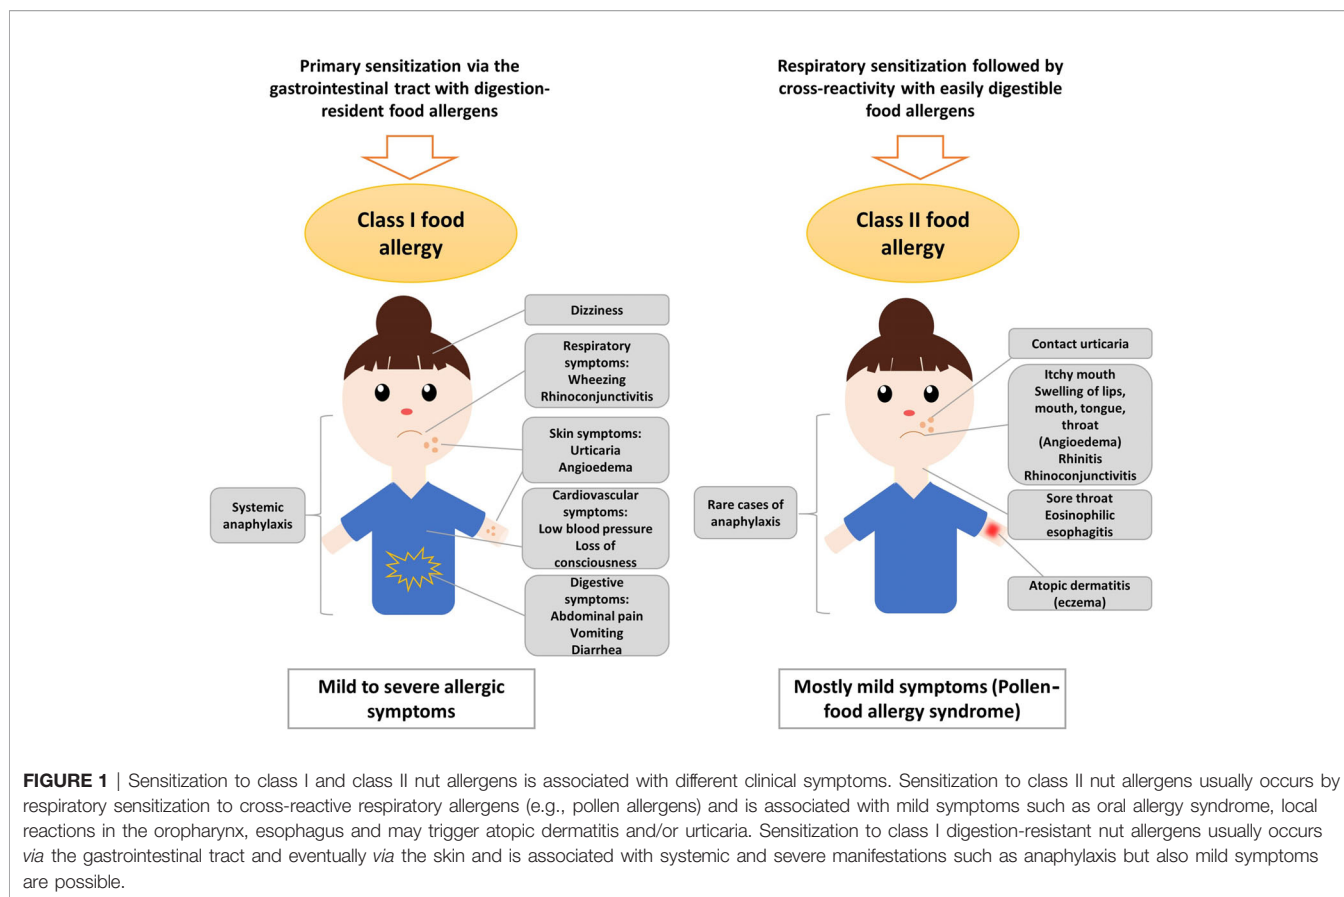 Primary sensitization via the
gastrointestinal tract with digestion-
resident food allergens
Class I food
allergy
Dizziness
Respiratory
symptoms:
Wheezing
Rhinoconjunctivitis
Skin symptoms:
Urticaria
Angioedema
Systemic
anaphylaxis
Cardiovascular
symptoms:
Low blood pressure
Loss of
consciousness
Digestive
symptoms:
Abdominal pain
Vomiting
Diarrhea
Mild to severe allergic
symptoms
Respiratory sensitization followed by
cross-reactivity with easily digestible
food allergens
Class II food
allergy
Contact urticaria
Itchy mouth
Swelling of lips,
mouth, tongue,
throat
(Angioedema)
Rhinitis
Rhinoconjunctivitis
Rare cases of
anaphylaxis
Sore throat
Eosinophilic
esophagitis
Atopic dermatitis
(eczema)
Mostly mild symptoms (Pollen-
food allergy syndrome)
FIGURE 1 | Sensitization to class I and class II nut allergens is associated with different clinical symptoms. Sensitization to class II nut allergens usually occurs by
respiratory sensitization to cross-reactive respiratory allergens (e.g., pollen allergens) and is associated with mild symptoms such as oral allergy syndrome, local
reactions in the oropharynx, esophagus and may trigger atopic dermatitis and/or urticaria. Sensitization to class I digestion-resistant nut allergens usually occurs
via the gastrointestinal tract and eventually via the skin and is associated with systemic and severe manifestations such as anaphylaxis but also mild symptoms
are possible.